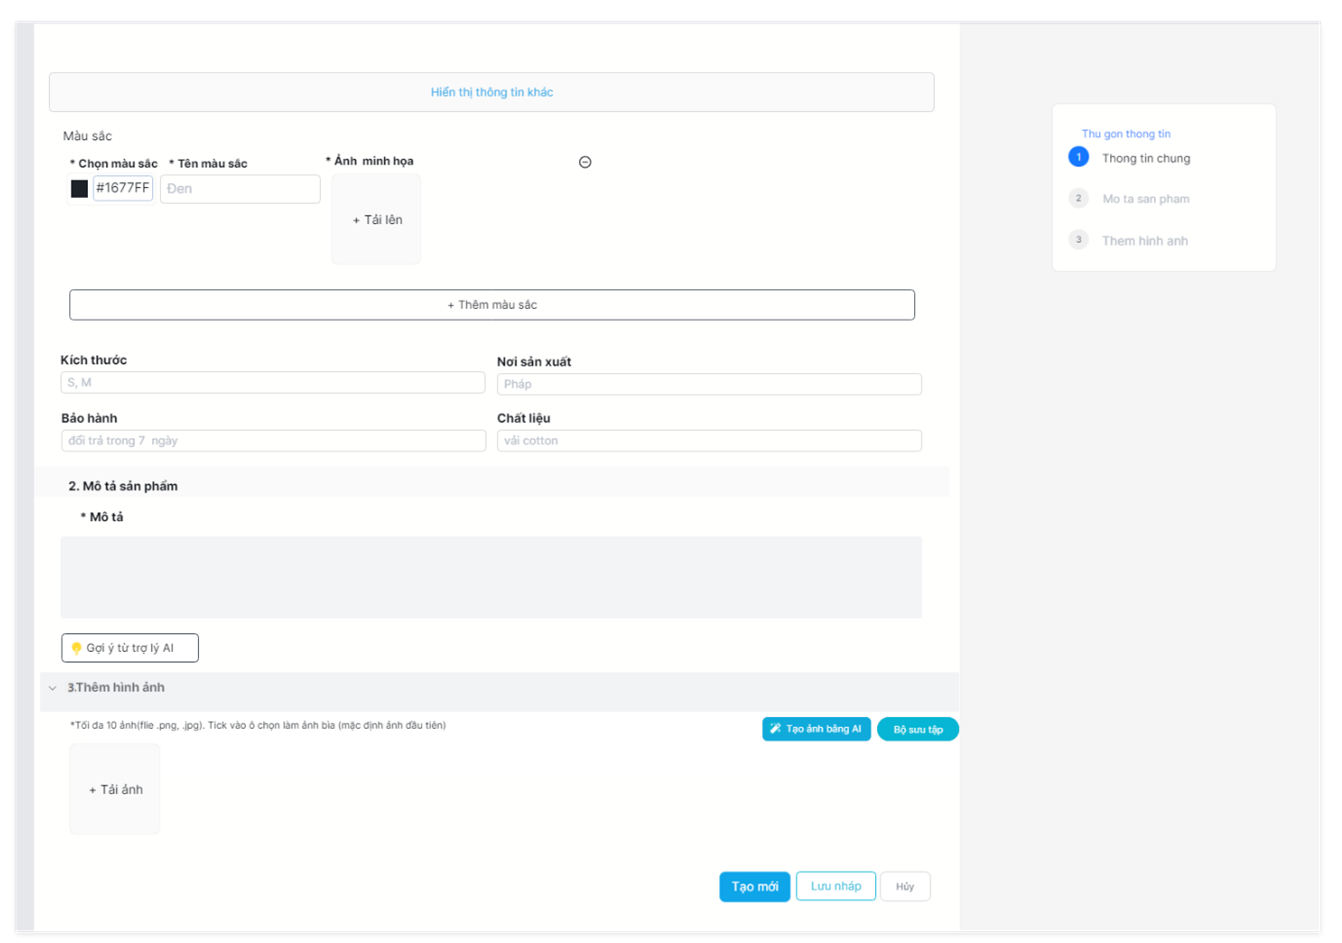 Hiển thị thông tin khác
Thu gon thong tin
1 Thong tin chung
2 Mo ta san pham
3 Them hinh anh
Màu sắc
* Chọn màu sắc * Tên màu sắc * Ảnh minh họa
#1677FF Đen
+ Tải lên
+ Thêm màu sắc
Kích thước Nơi sản xuất
S, M Pháp
Bảo hành Chất liệu
đổi trả trong 7 ngày vải cotton
2. Mô tả sản phẩm
* Mô tả
Gợi ý từ trợ lý AI
3.Thêm hình ảnh
*Tối đa 10 ảnh(flie .png, .jpg). Tick vào ô chọn làm ảnh bìa (mặc định ảnh đầu tiên)
Tạo ảnh bằng AI Bộ sưu tập
+ Tải ảnh
Tạo mới Lưu nháp Hủy